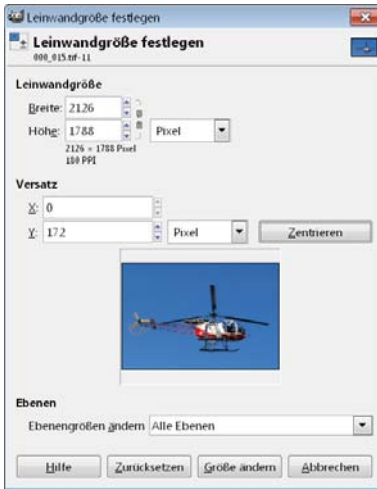 Leinwandgröße festlegen
Leinwandgröße festlegen
000_015.tif-11
Leinwandgröße
Breite: 2126
Höhe: 1788 Pixel
2126 × 1788 Pixel
180 PPI
Versatz
X: 0
Y: 172 Pixel Zentrieren
Ebenen
Ebenengrößen ändern Alle Ebenen
Hilfe Zurücksetzen Größe ändern Abbrechen